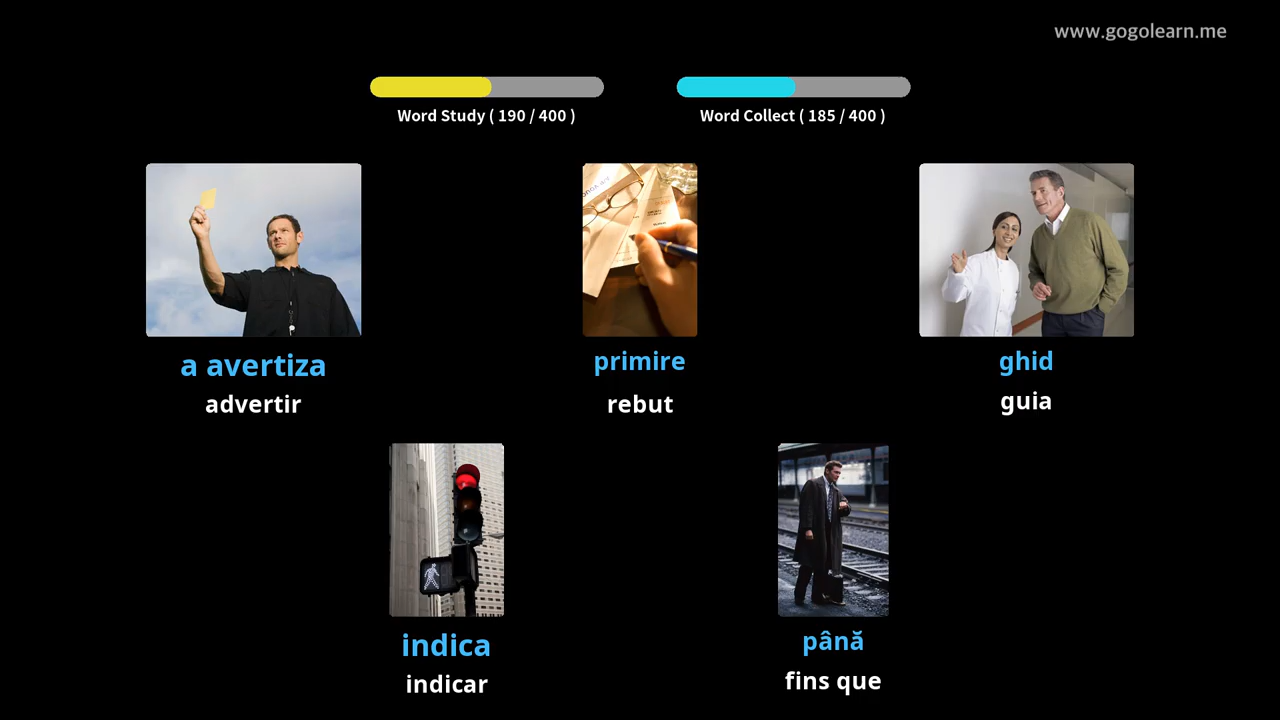 www.gogolearn.me
Word Study ( 190 / 400 )
Word Collect ( 185 / 400 )
a avertiza
advertir
primire
rebut
ghid
guia
indica
indicar
până
fins que